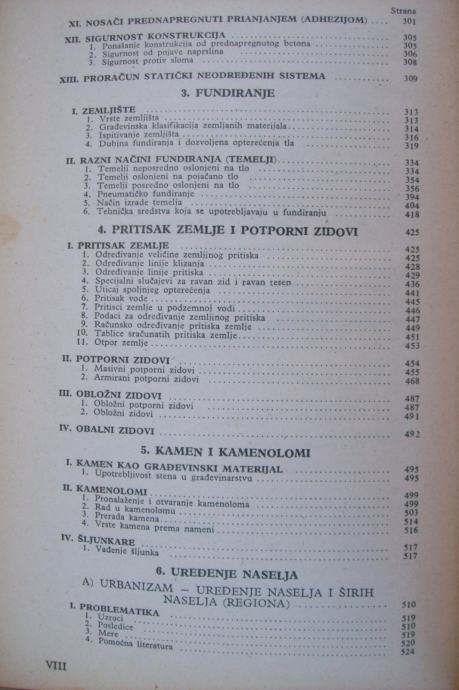 Strana
XI. NOSAČI PREDNAPREGNUTI PRIANJANJEM (ADHEZIJOM) .... 301
XII. SIGURNOST KONSTRUKCIJA 305
1. Ponašanje konstrukcija od prednapregnutog betona 305
2. Sigurnost od pojave naprslina 306
3. Sigurnost protiv sloma 308
XIII. PRORAČUN STATIČKI NEODREĐENIH SISTEMA 309
3. FUNDIRANJE
I. ZEMLJIŠTE 313
1. Vrste zemljišta 313
2. Građevinska klasifikacija zemljanih materijala 314
3. Ispitivanje zemljišta 316
4. Dubina fundiranja i dozvoljena opterećenja tla 319
II. RAZNI NAČINI FUNDIRANJA (TEMELJI) 334
1. Temelji neposredno oslonjeni na tlo 334
2. Temelji oslonjeni na pojačano tlo 354
3. Temelji posredno oslonjeni na tlo 356
4. Pneumatičko fundiranje 394
5. Način izrade temelja 404
6. Tehnička sredstva koja se upotrebljavaju u fundiranju 418
4. PRITISAK ZEMLJE I POTPORNI ZIDOVI 425
I. PRITISAK ZEMLJE 425
1. Određivanje veličine zemljinog pritiska 425
2. Određivanje linije klizanja 428
3. Određivanje linije pritiska 429
4. Specijalni slučajevi za ravan zid i ravan teren 436
5. Uticaj spoljnjeg opterećenja 441
6. Pritisak vode 445
7. Pritisci zemlje u podzemnoj vodi 446
8. Podaci za određivanje zemljinog pritiska 447
9. Računsko određivanje pritiska zemlje 449
10. Tablice sračunatih pritiska zemlje 451
11. Otpor zemlje 453
II. POTPORNI ZIDOVI 454
1. Masivni potporni zidovi 455
2. Armirani potporni zidovi 468
III. OBLOŽNI ZIDOVI 487
1. Obložni potporni zidovi 487
2. Obložni zidovi 491
IV. OBALNI ZIDOVI 492
5. KAMEN I KAMENOLOMI
I. KAMEN KAO GRAĐEVINSKI MATERIJAL 495
1. Upotrebljivost stena u građevinarstvu 495
II. KAMENOLOMI 499
1. Pronalaženje i otvaranje kamenoloma 499
2. Rad u kamenolomu 503
3. Prerada kamena 514
4. Vrste kamena prema nameni 516
IV. ŠLJUNKARE 517
1. Vađenje šljunka 517
6. UREĐENJE NASELJA
A) URBANIZAM — UREĐENJE NASELJA I ŠIRIH
NASELJA (REGIONA) 510
I. PROBLEMATIKA 519
1. Uzroci 510
2. Posledice 519
3. Mere 520
4. Pomoćna literatura 524
VIII